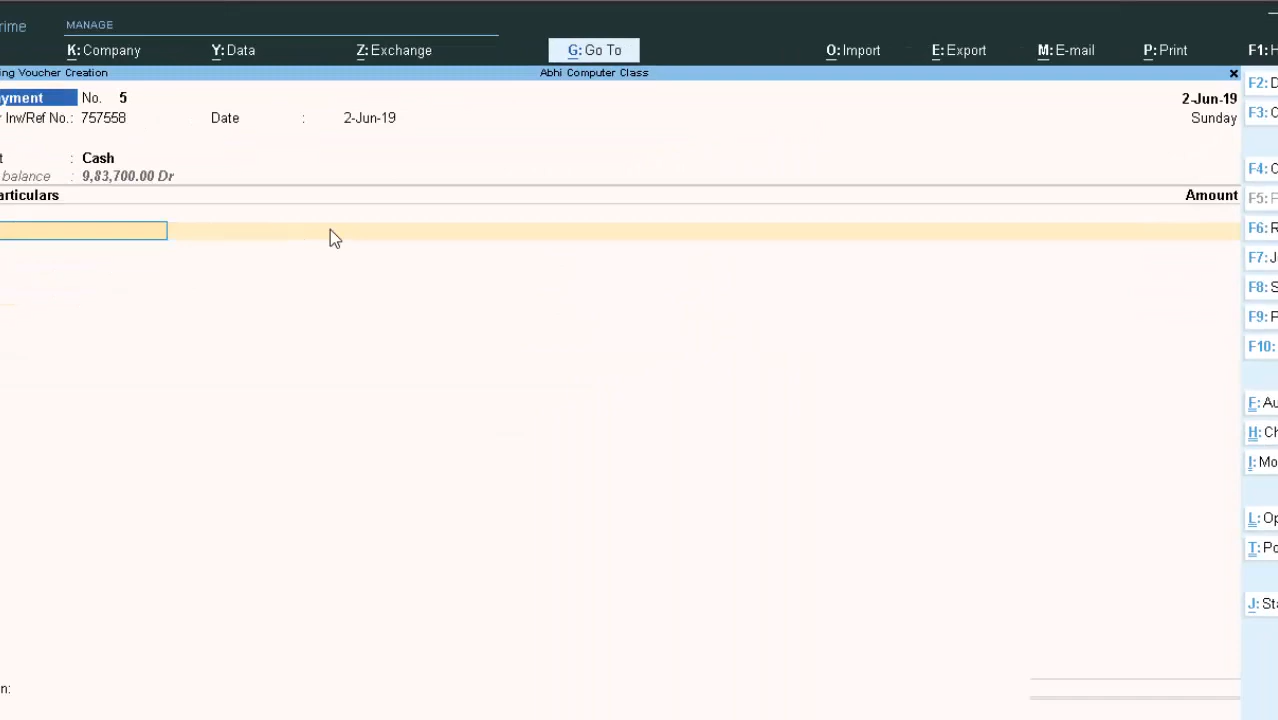 rime
MANAGE
K: Company Y: Data Z: Exchange G: Go To O: Import E: Export M: E-mail P: Print F1: H
ng Voucher Creation Abhi Computer Class
yment No. 5 2-Jun-19
Inv/Ref No.: 757558 Date : 2-Jun-19 Sunday
t : Cash
balance : 9,83,700.00 Dr
articulars Amount
n:
F2: D
F3: C
F4: C
F5: F
F6: R
F7: J
F8: S
F9: P
F10:
F: Au
H: Ch
I: Mo
L: Op
T: Po
J: Sta